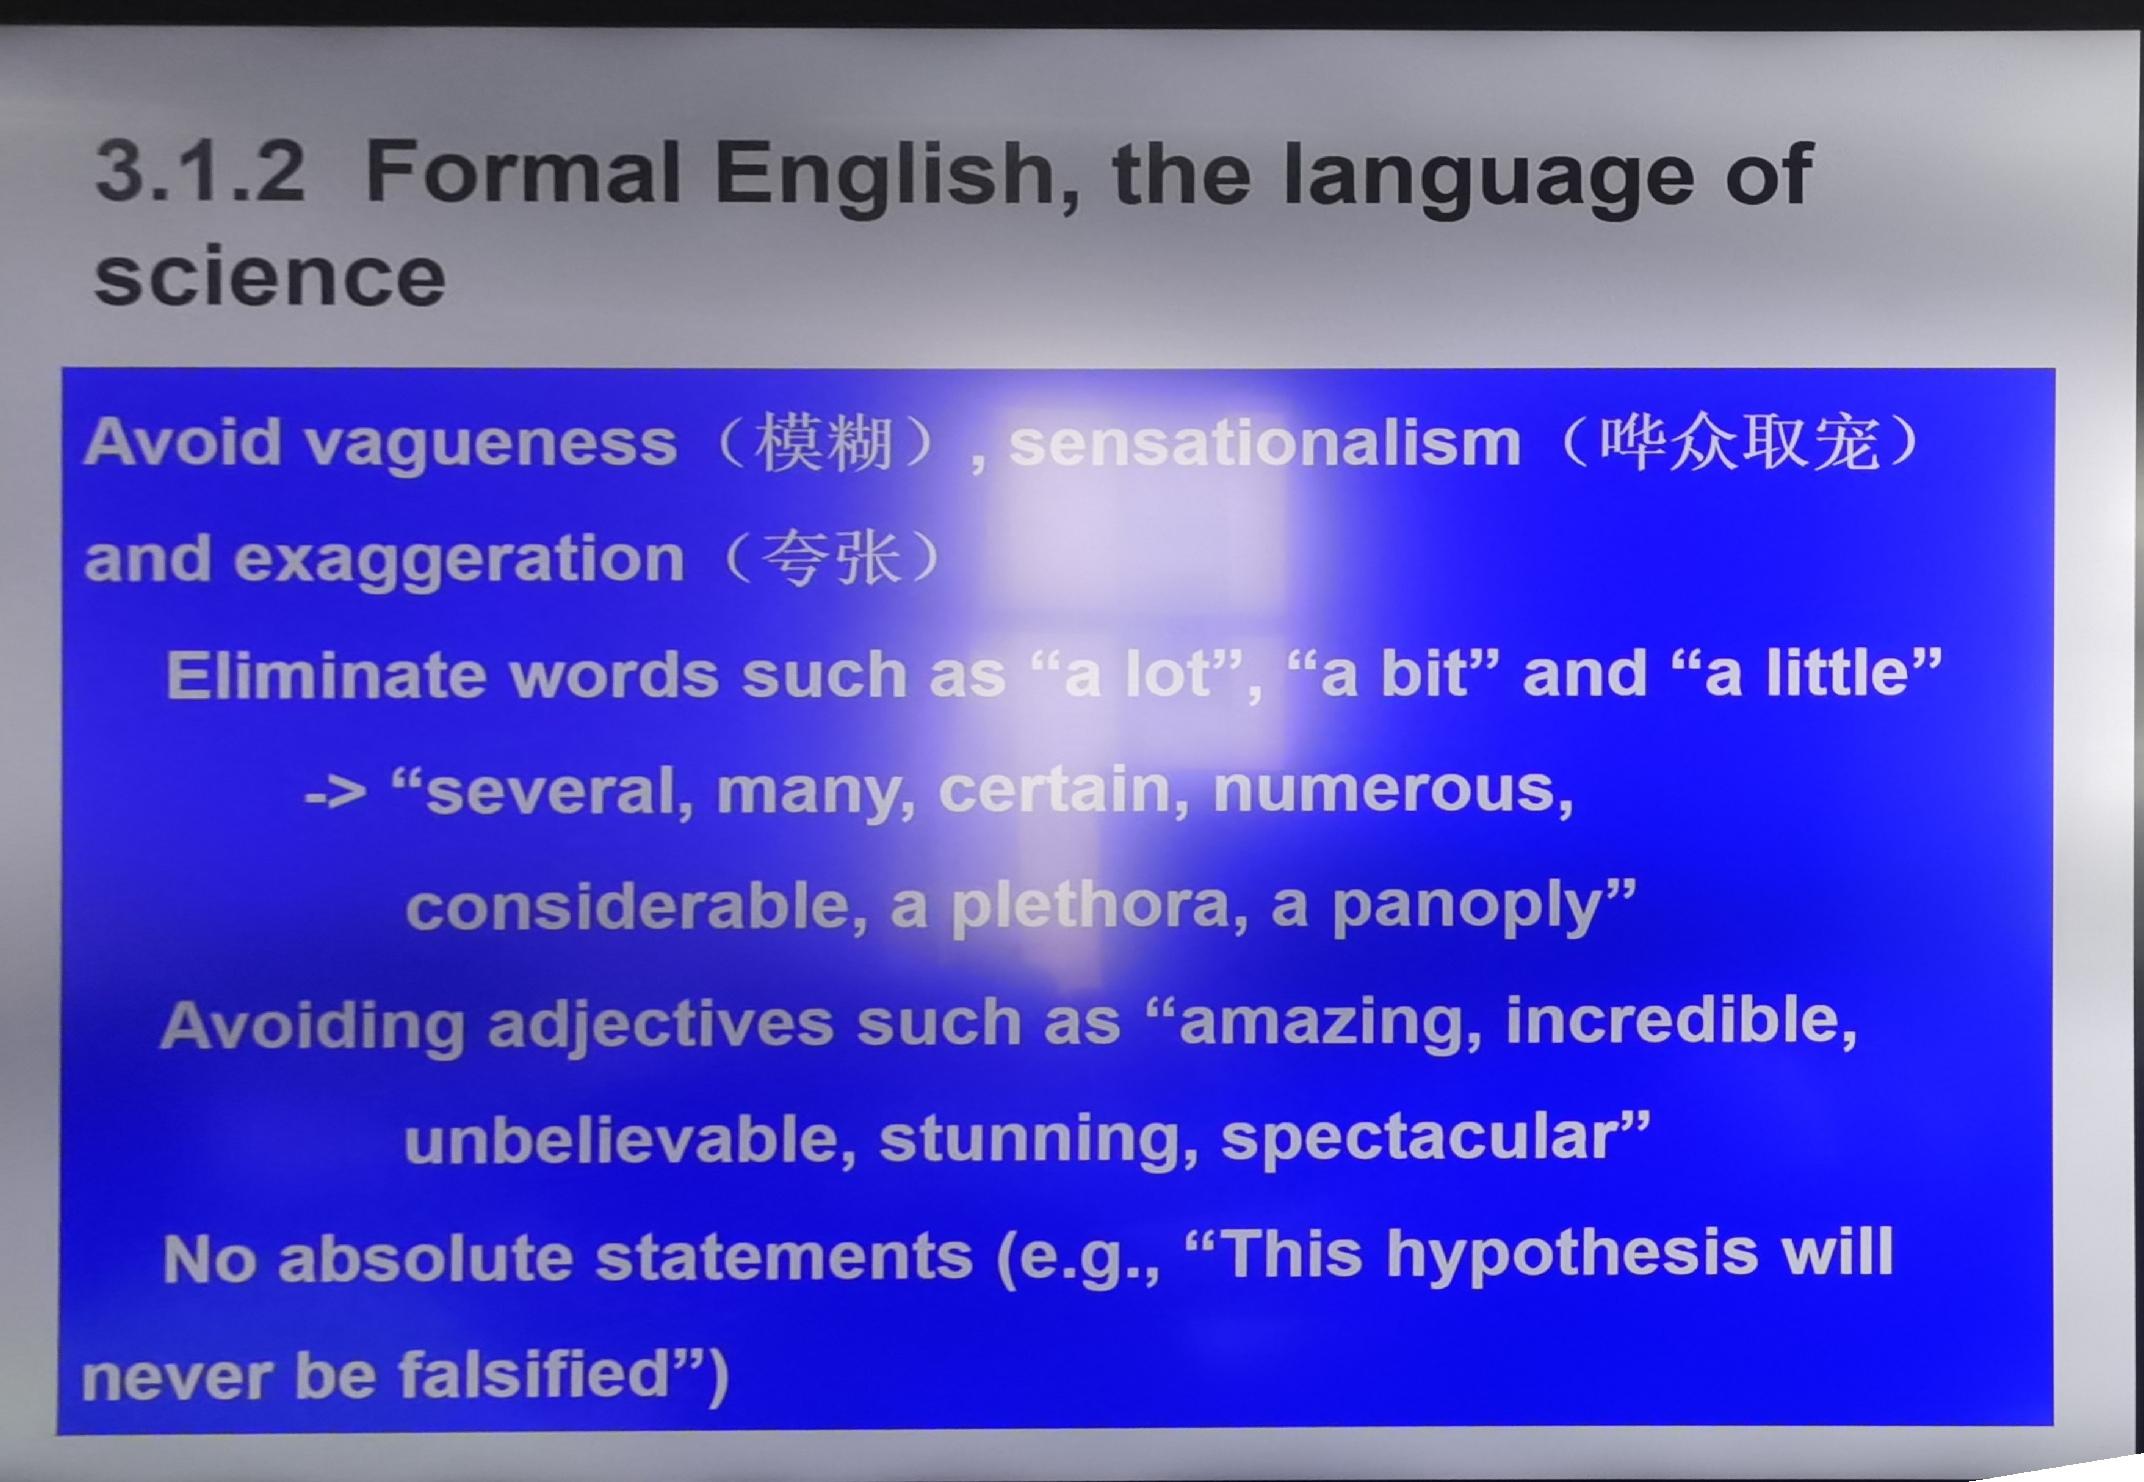 3.1.2 Formal English, the language of
science
Avoid vagueness（模糊）, sensationalism（哗众取宠）
and exaggeration（夸张）
Eliminate words such as “a lot”, “a bit” and “a little”
-> “several, many, certain, numerous,
considerable, a plethora, a panoply”
Avoiding adjectives such as “amazing, incredible,
unbelievable, stunning, spectacular”
No absolute statements (e.g., “This hypothesis will
never be falsified”)